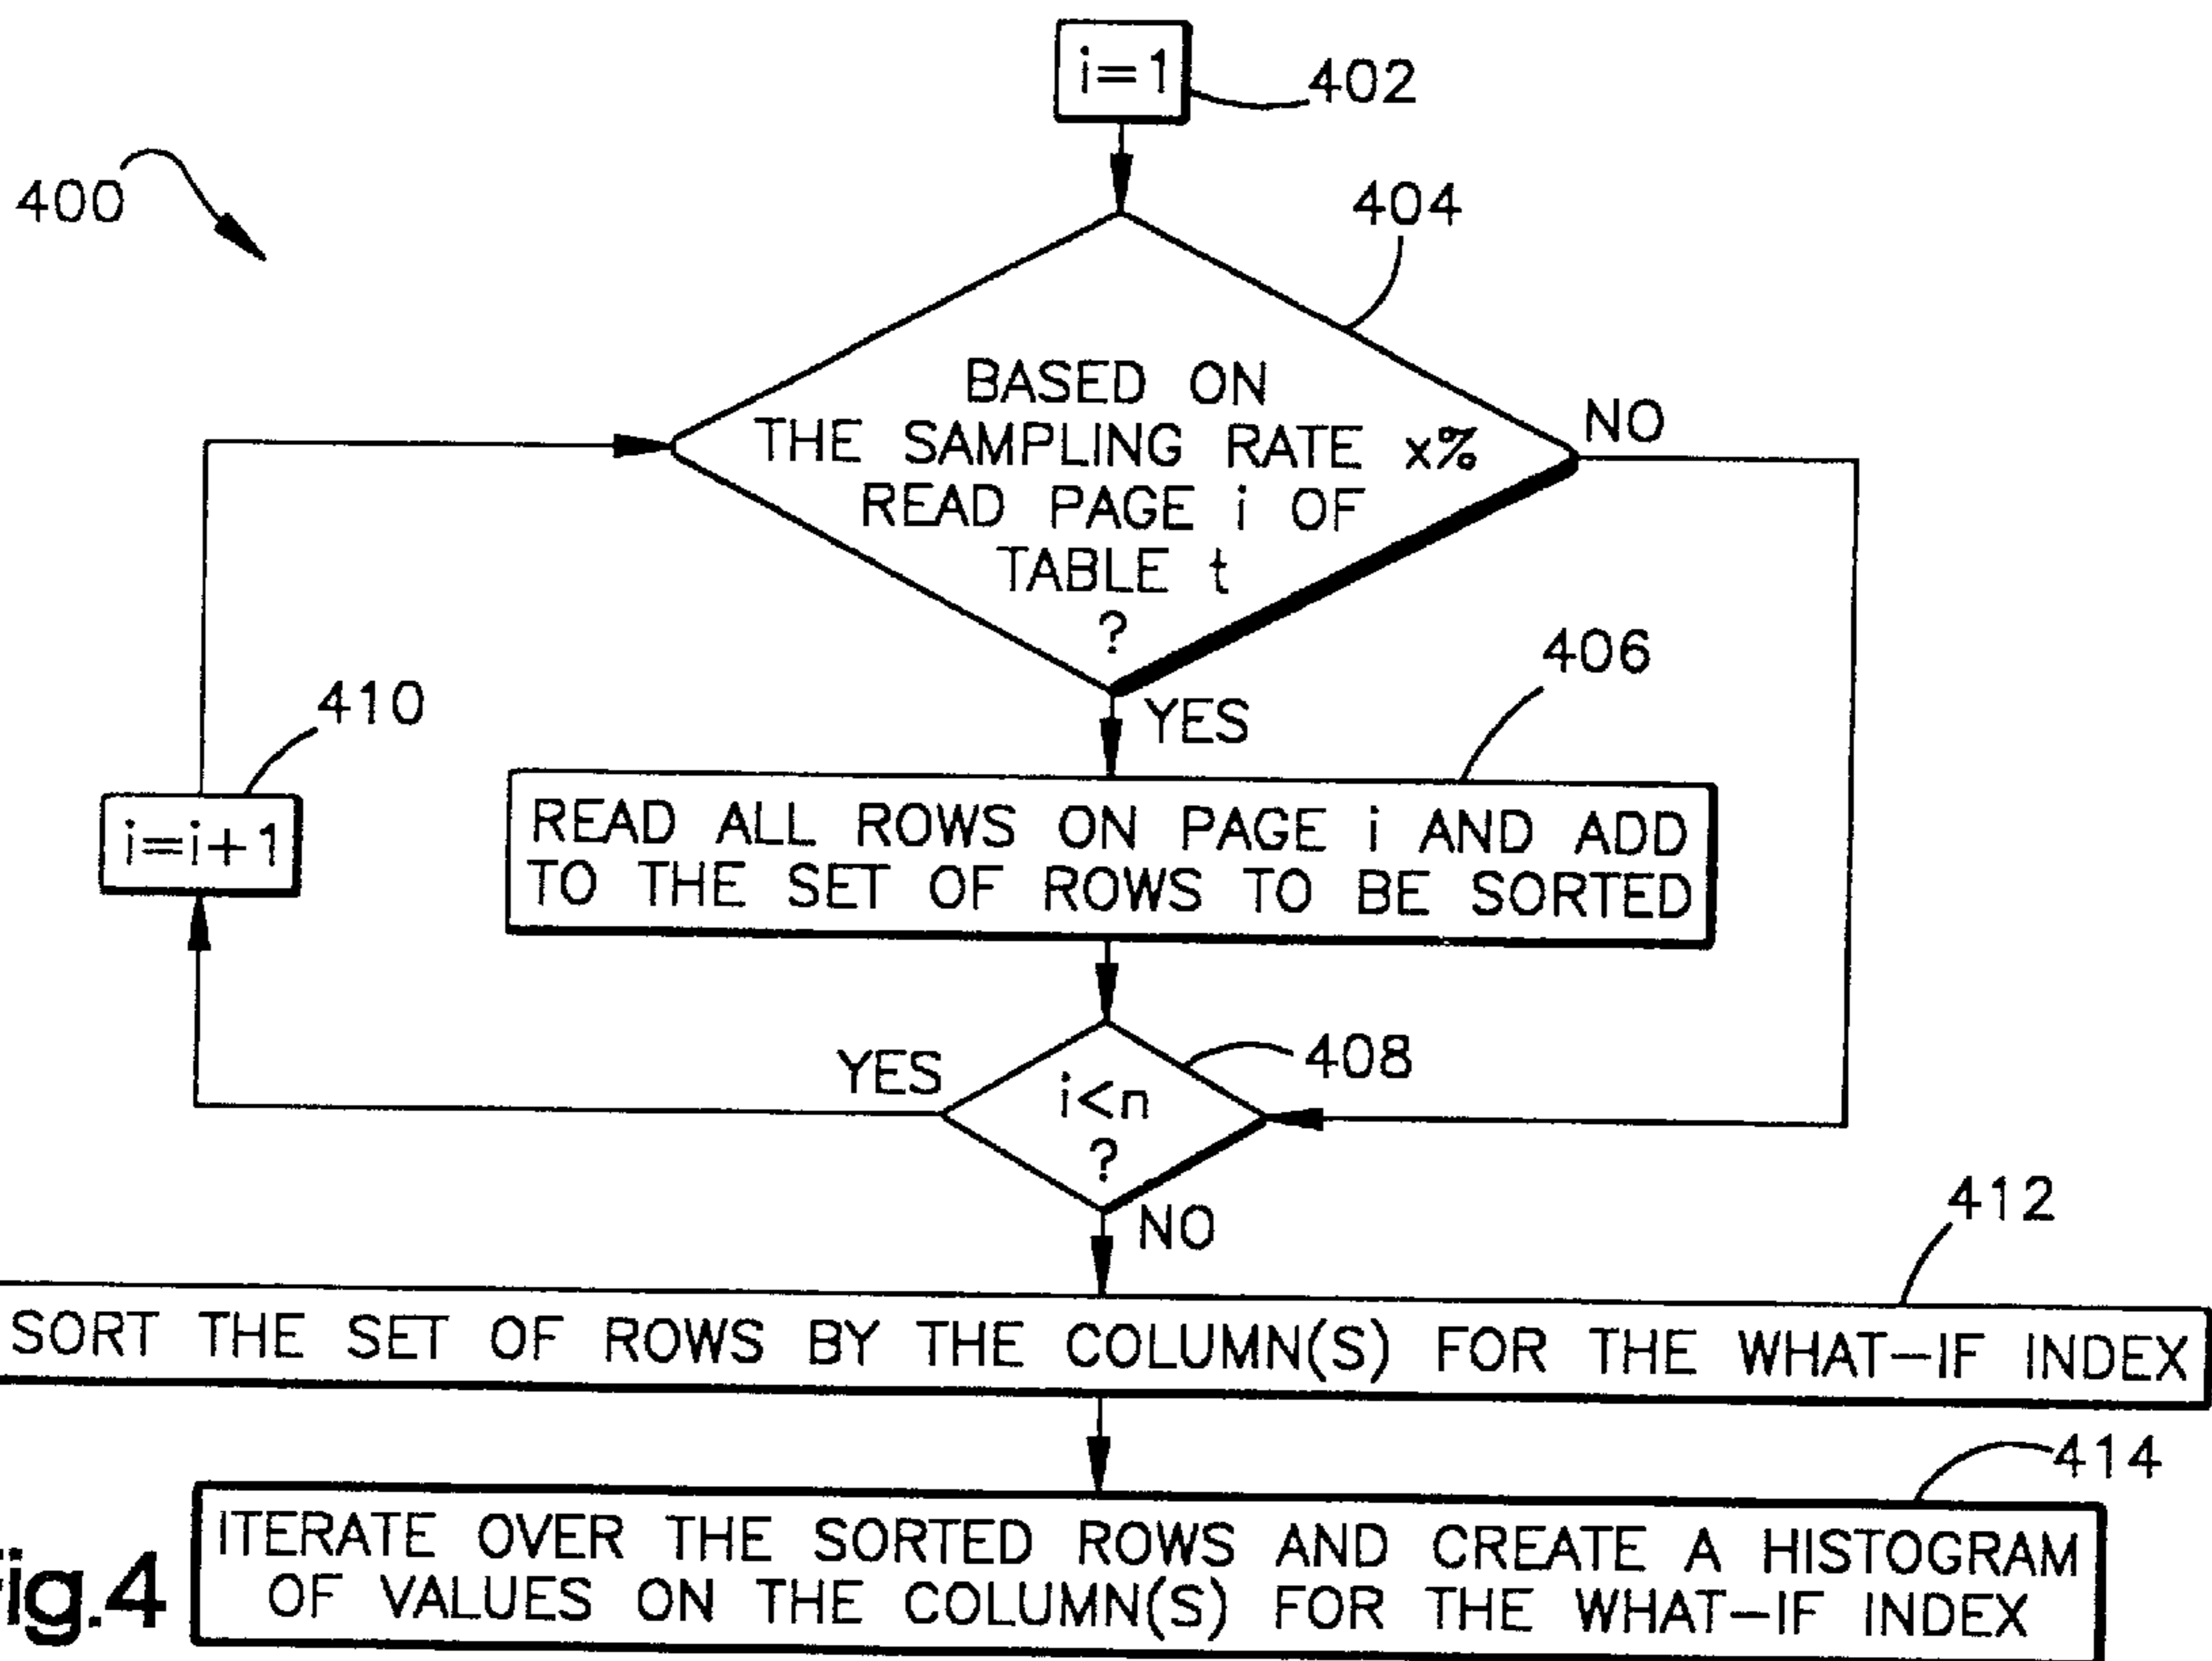 i=1
402
400
404
BASED ON
THE SAMPLING RATE x%
READ PAGE i OF
TABLE t
?
NO
YES
406
410
i=i+1
READ ALL ROWS ON PAGE i AND ADD
TO THE SET OF ROWS TO BE SORTED
408
YES
i<n
?
NO
412
SORT THE SET OF ROWS BY THE COLUMN(S) FOR THE WHAT-IF INDEX
414
ITERATE OVER THE SORTED ROWS AND CREATE A HISTOGRAM
OF VALUES ON THE COLUMN(S) FOR THE WHAT-IF INDEX
Fig.4